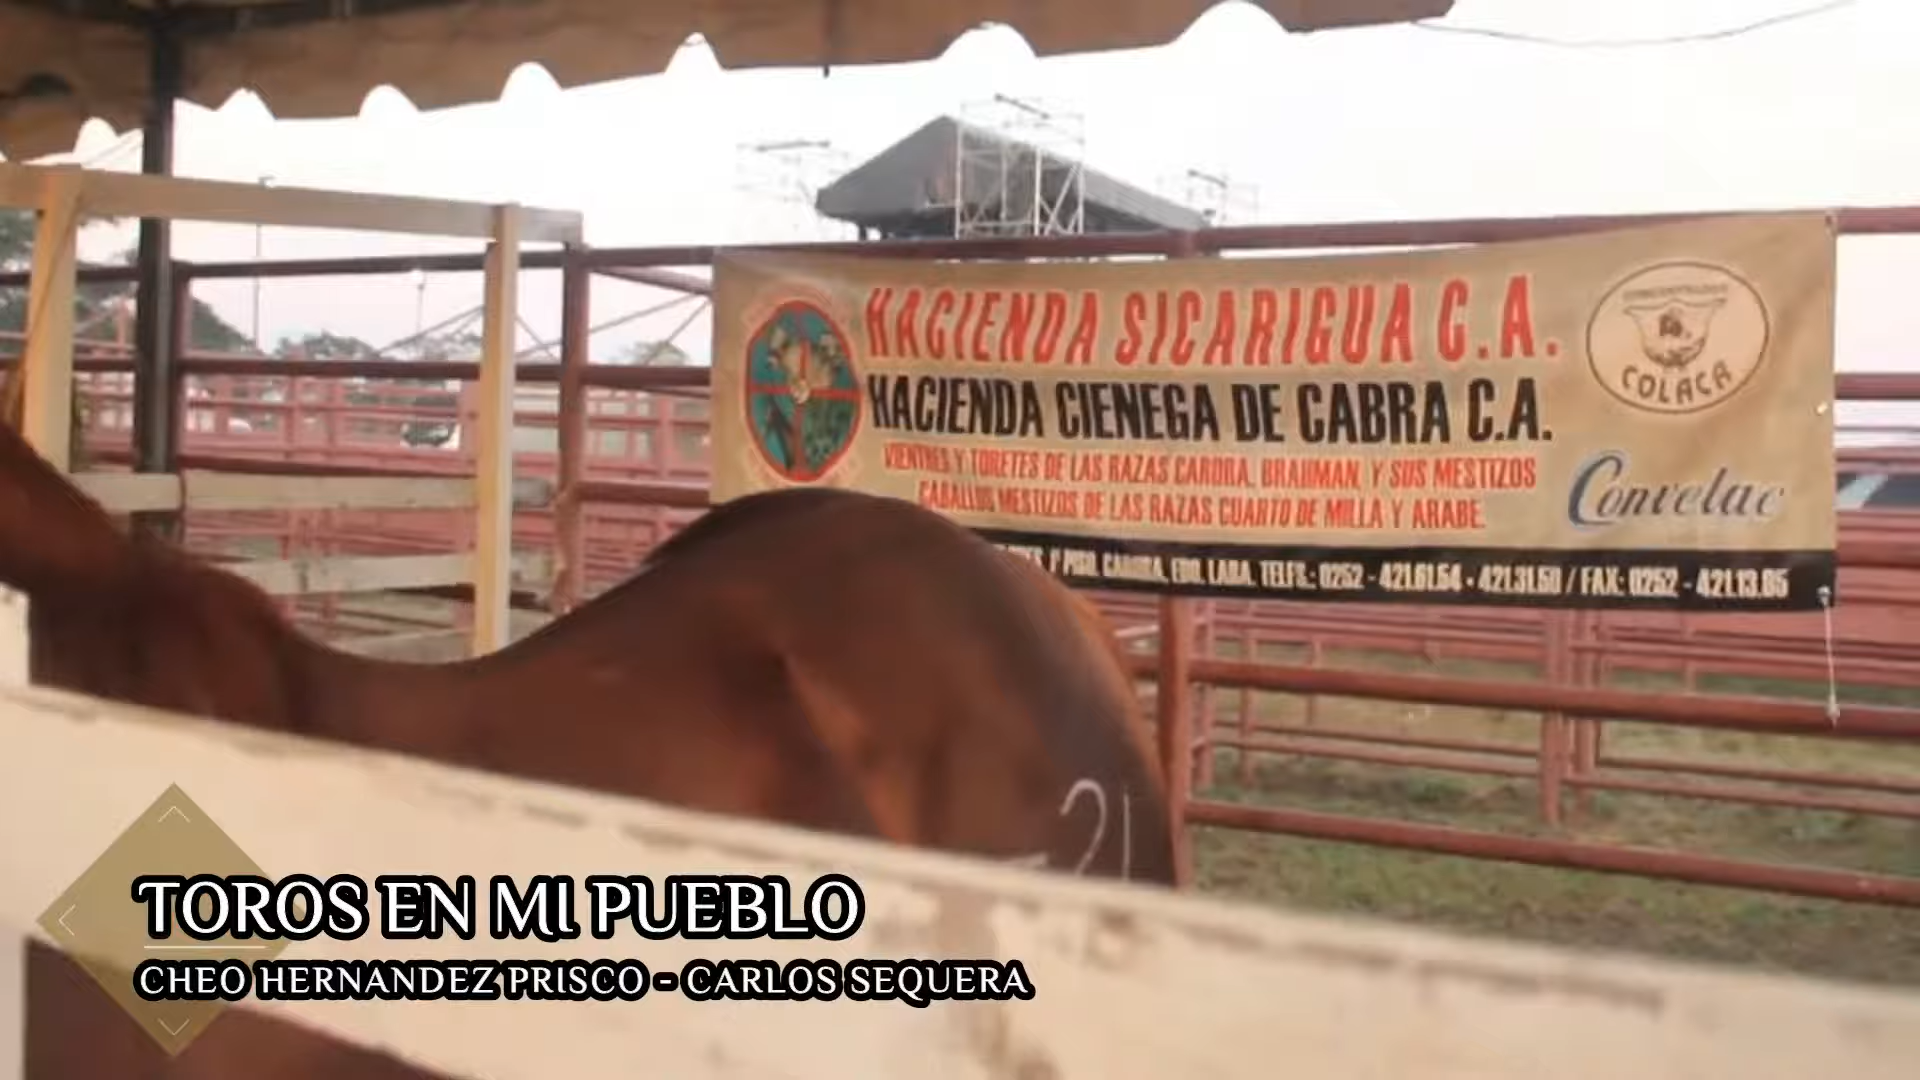 HACIENDA SICARIGUA C.A.
HACIENDA CIENEGA DE CABRA C.A.
VIENTRES Y TORETES DE LAS RAZAS CARORA, BRAHMAN, Y SUS MESTIZOS
CABALLOS MESTIZOS DE LAS RAZAS CUARTO DE MILLA Y ARABE.
1º PISO, CARORA, EDO. LARA. TELFS.: 0252 - 421.61.54 • 421.31.50 / FAX: 0252 - 421.13.65
COLACA
Convelac
21
TOROS EN MI PUEBLO
CHEO HERNANDEZ PRISCO - CARLOS SEQUERA